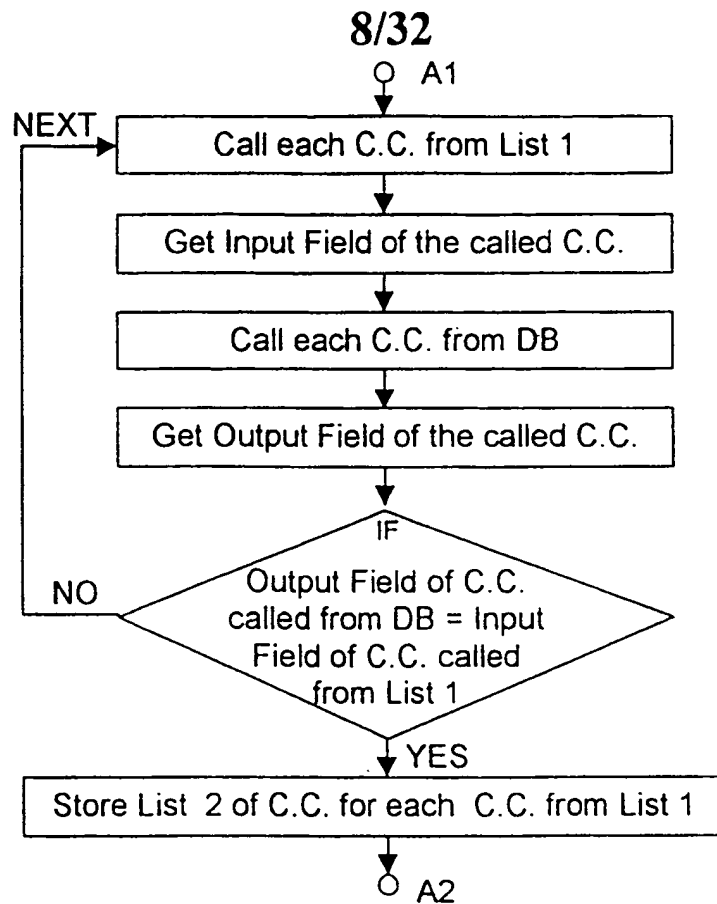 8/32
A1
NEXT
Call each C.C. from List 1
Get Input Field of the called C.C.
Call each C.C. from DB
Get Output Field of the called C.C.
IF
Output Field of C.C.
called from DB = Input
Field of C.C. called
from List 1
NO
YES
Store List 2 of C.C. for each C.C. from List 1
A2